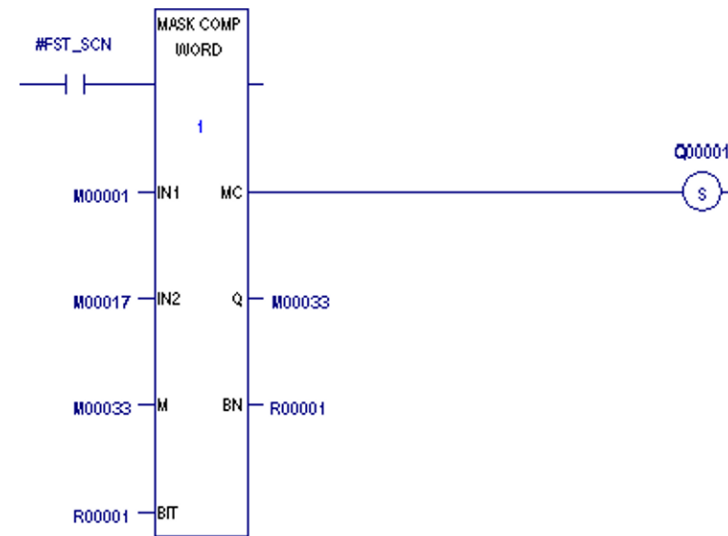 MASK COMP
WORD
#FST_SCN
1
Q00001
M00001
IN1
MC
S
M00017
IN2
Q
M00033
M00033
M
BN
R00001
R00001
BIT